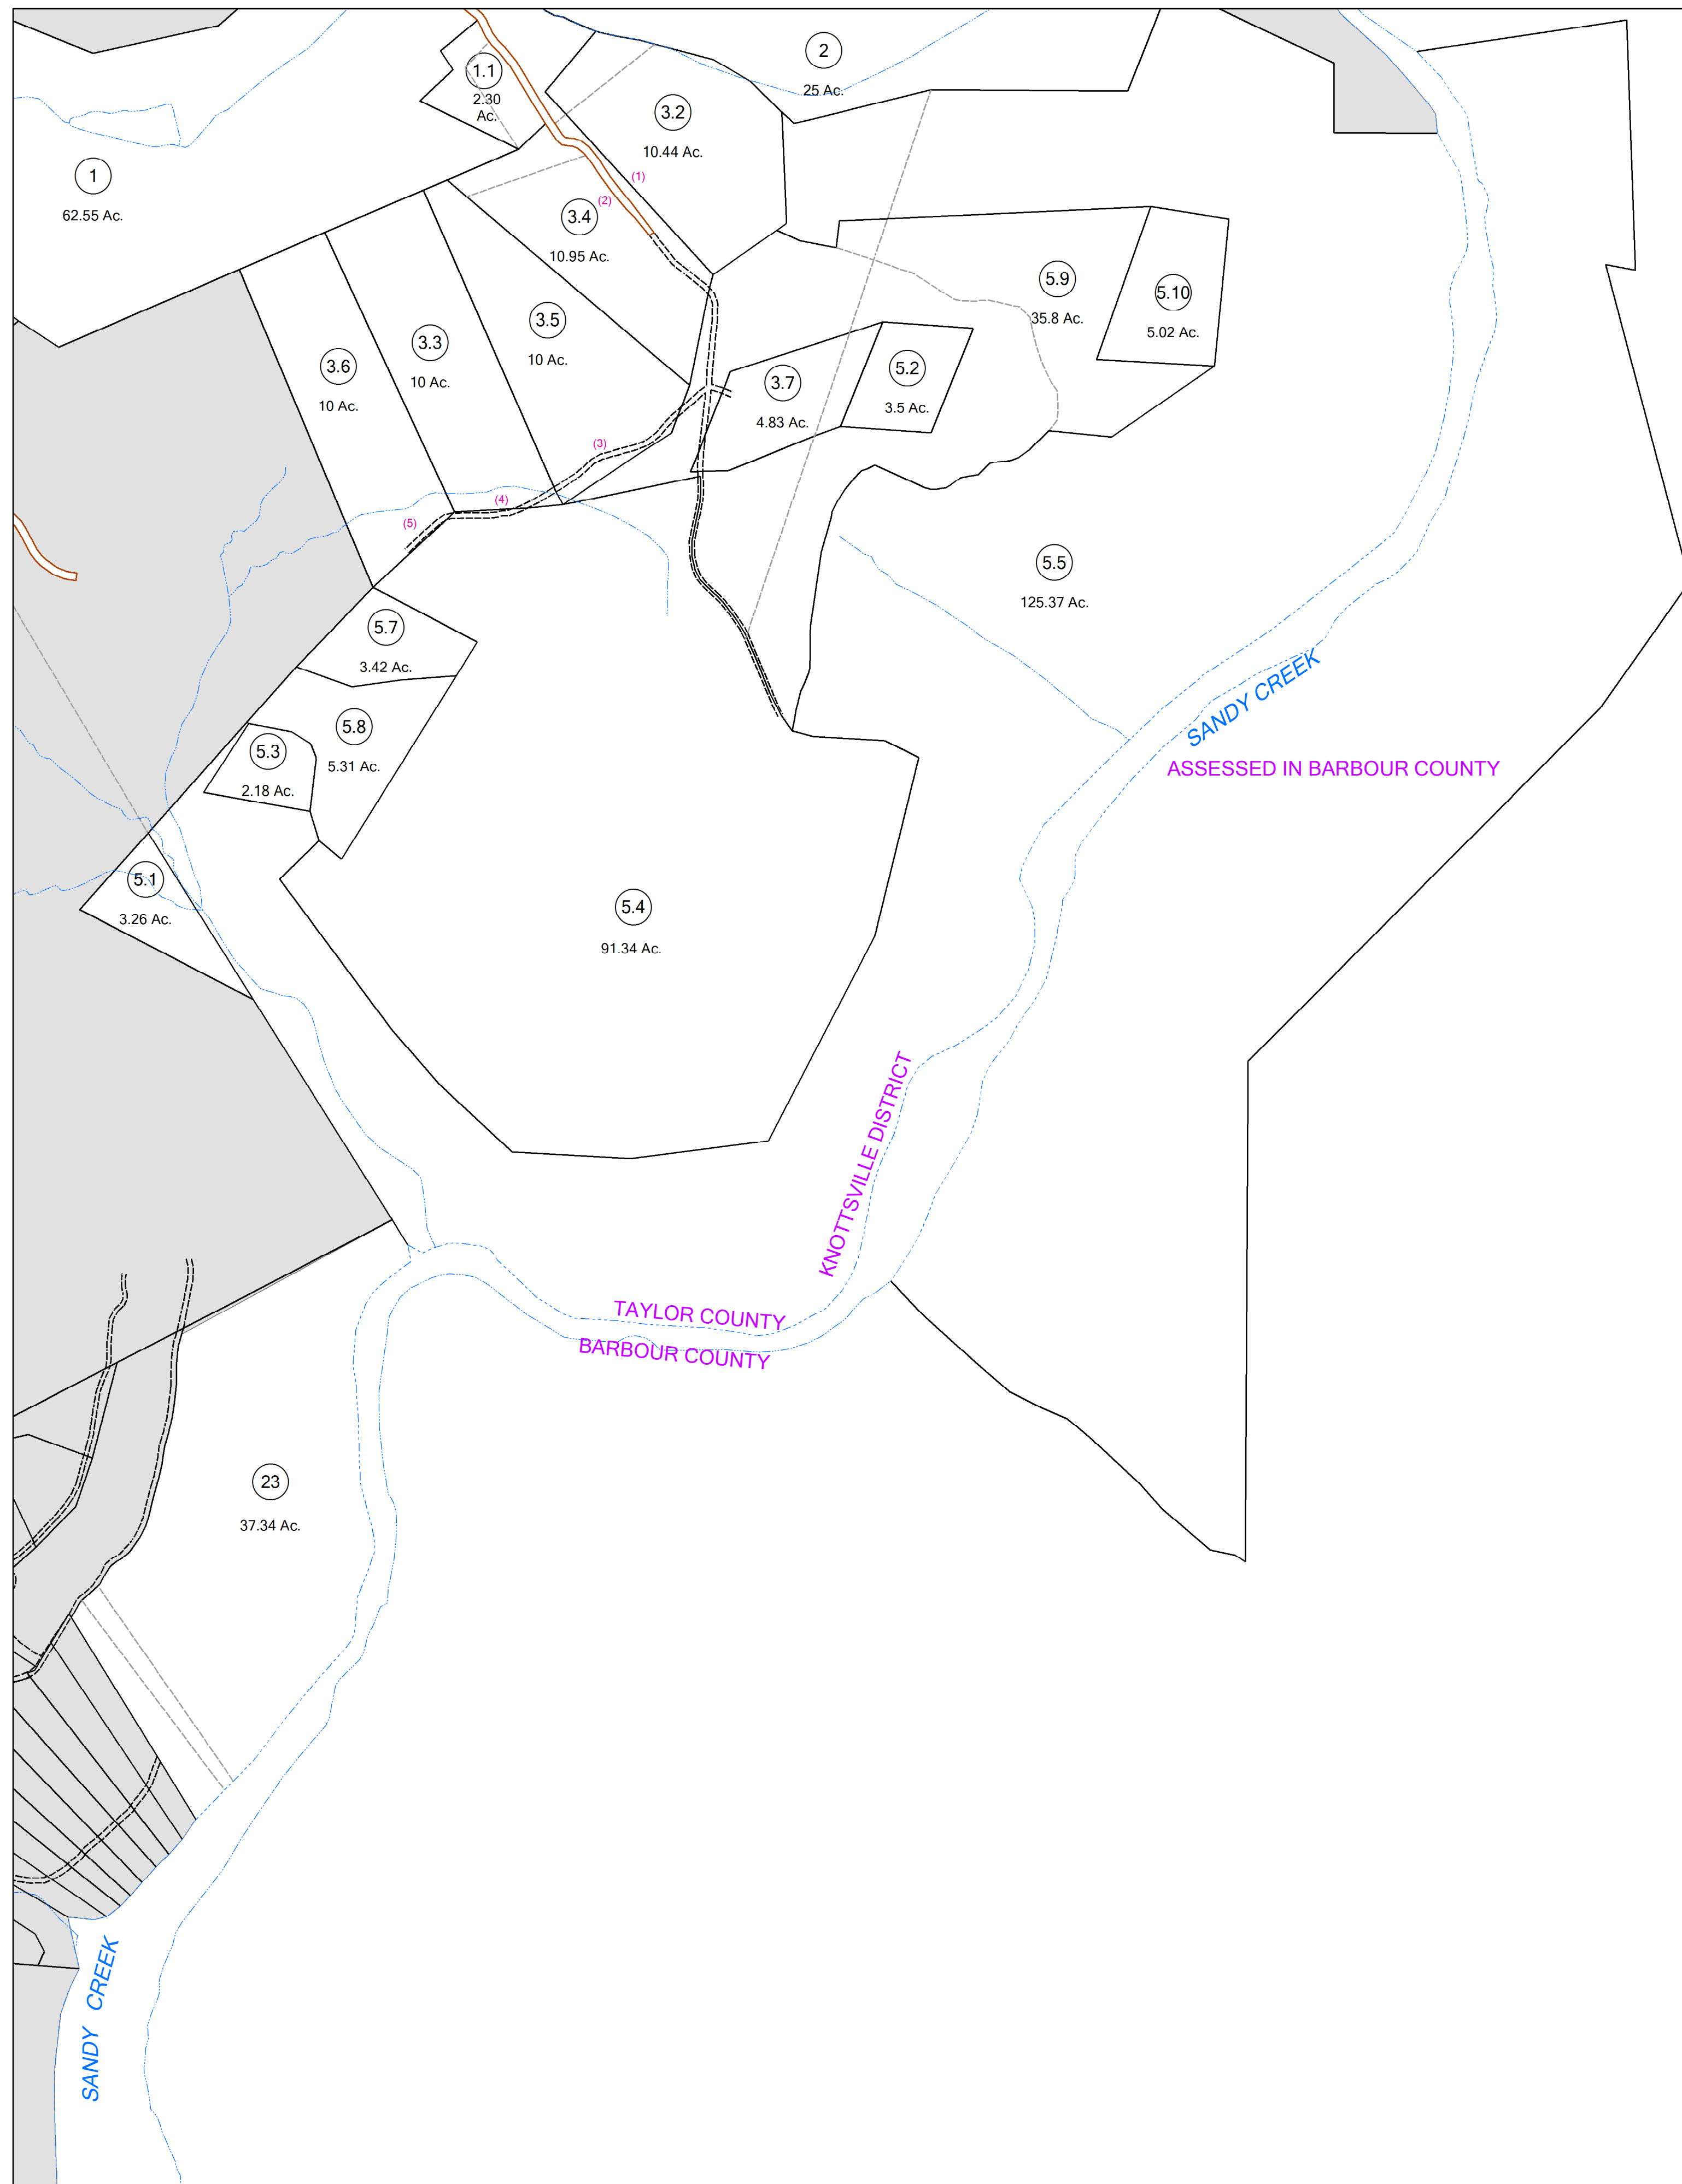 2
25 Ac.
1.1
2.30
Ac.
3.2
10.44 Ac.
1
62.55 Ac.
(1)
(2)
3.4
10.95 Ac.
5.9
35.8 Ac.
5.10
5.02 Ac.
3.5
10 Ac.
3.3
10 Ac.
3.6
10 Ac.
3.7
4.83 Ac.
5.2
3.5 Ac.
(3)
(4)
(5)
5.5
125.37 Ac.
5.7
3.42 Ac.
5.8
5.31 Ac.
5.3
2.18 Ac.
SANDY CREEK
ASSESSED IN BARBOUR COUNTY
5.1
3.26 Ac.
5.4
91.34 Ac.
KNOTTSVILLE DISTRICT
TAYLOR COUNTY
BARBOUR COUNTY
23
37.34 Ac.
SANDY CREEK